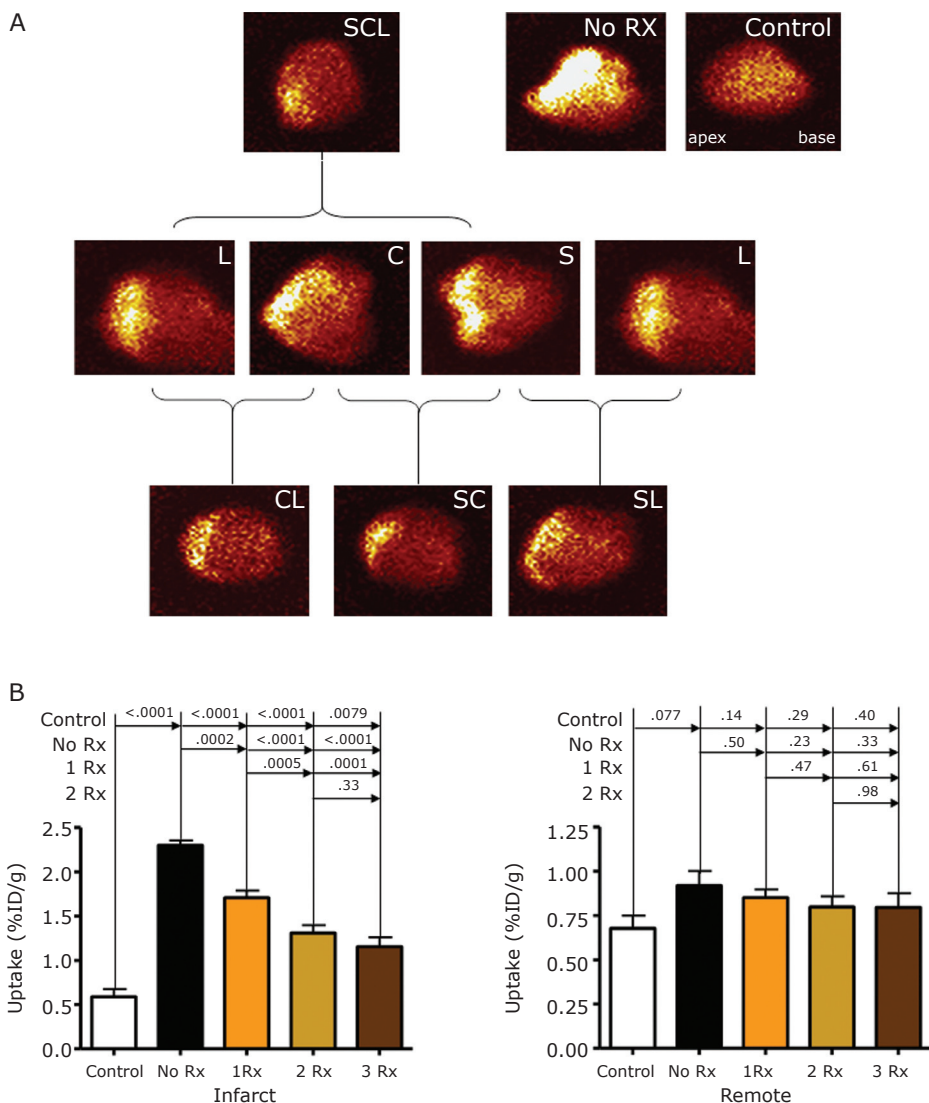 A
SCL
No RX
Control
apex
base
L
C
S
L
CL
SC
SL
B
Control
<.0001
<.0001
<.0001
.0079
No Rx
.0002
<.0001
<.0001
1 Rx
.0005
.0001
2 Rx
.33
Uptake (%ID/g)
2.5
2.0
1.5
1.0
0.5
0.0
Control
No Rx
1Rx
2 Rx
3 Rx
Infarct
Control
.077
.14
.29
.40
No Rx
.50
.23
.33
1 Rx
.47
.61
2 Rx
.98
Uptake (%ID/g)
1.25
1.00
0.75
0.50
0.25
0.00
Control
No Rx
1Rx
2 Rx
3 Rx
Remote